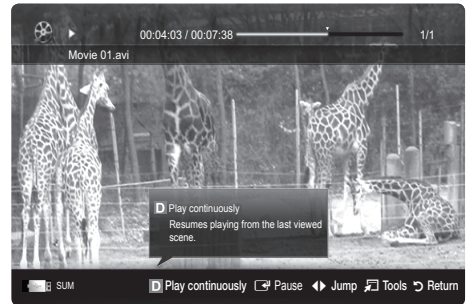 00:04:03 / 00:07:38 1/1
Movie 01.avi
D Play continuously
Resumes playing from the last viewed
scene.
SUM D Play continuously Pause Jump Tools Return